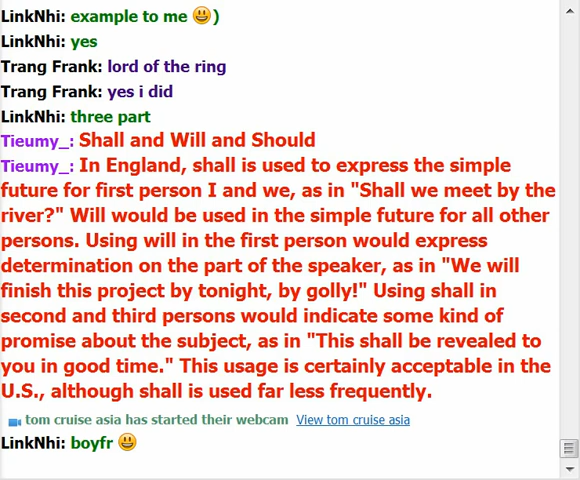 LinkNhi: example to me 😃)
LinkNhi: yes
Trang Frank: lord of the ring
Trang Frank: yes i did
LinkNhi: three part
Tieumy_: Shall and Will and Should
Tieumy_: In England, shall is used to express the simple
future for first person I and we, as in "Shall we meet by the
river?" Will would be used in the simple future for all other
persons. Using will in the first person would express
determination on the part of the speaker, as in "We will
finish this project by tonight, by golly!" Using shall in
second and third persons would indicate some kind of
promise about the subject, as in "This shall be revealed to
you in good time." This usage is certainly acceptable in the
U.S., although shall is used far less frequently.
tom cruise asia has started their webcam View tom cruise asia
LinkNhi: boyfr 😃